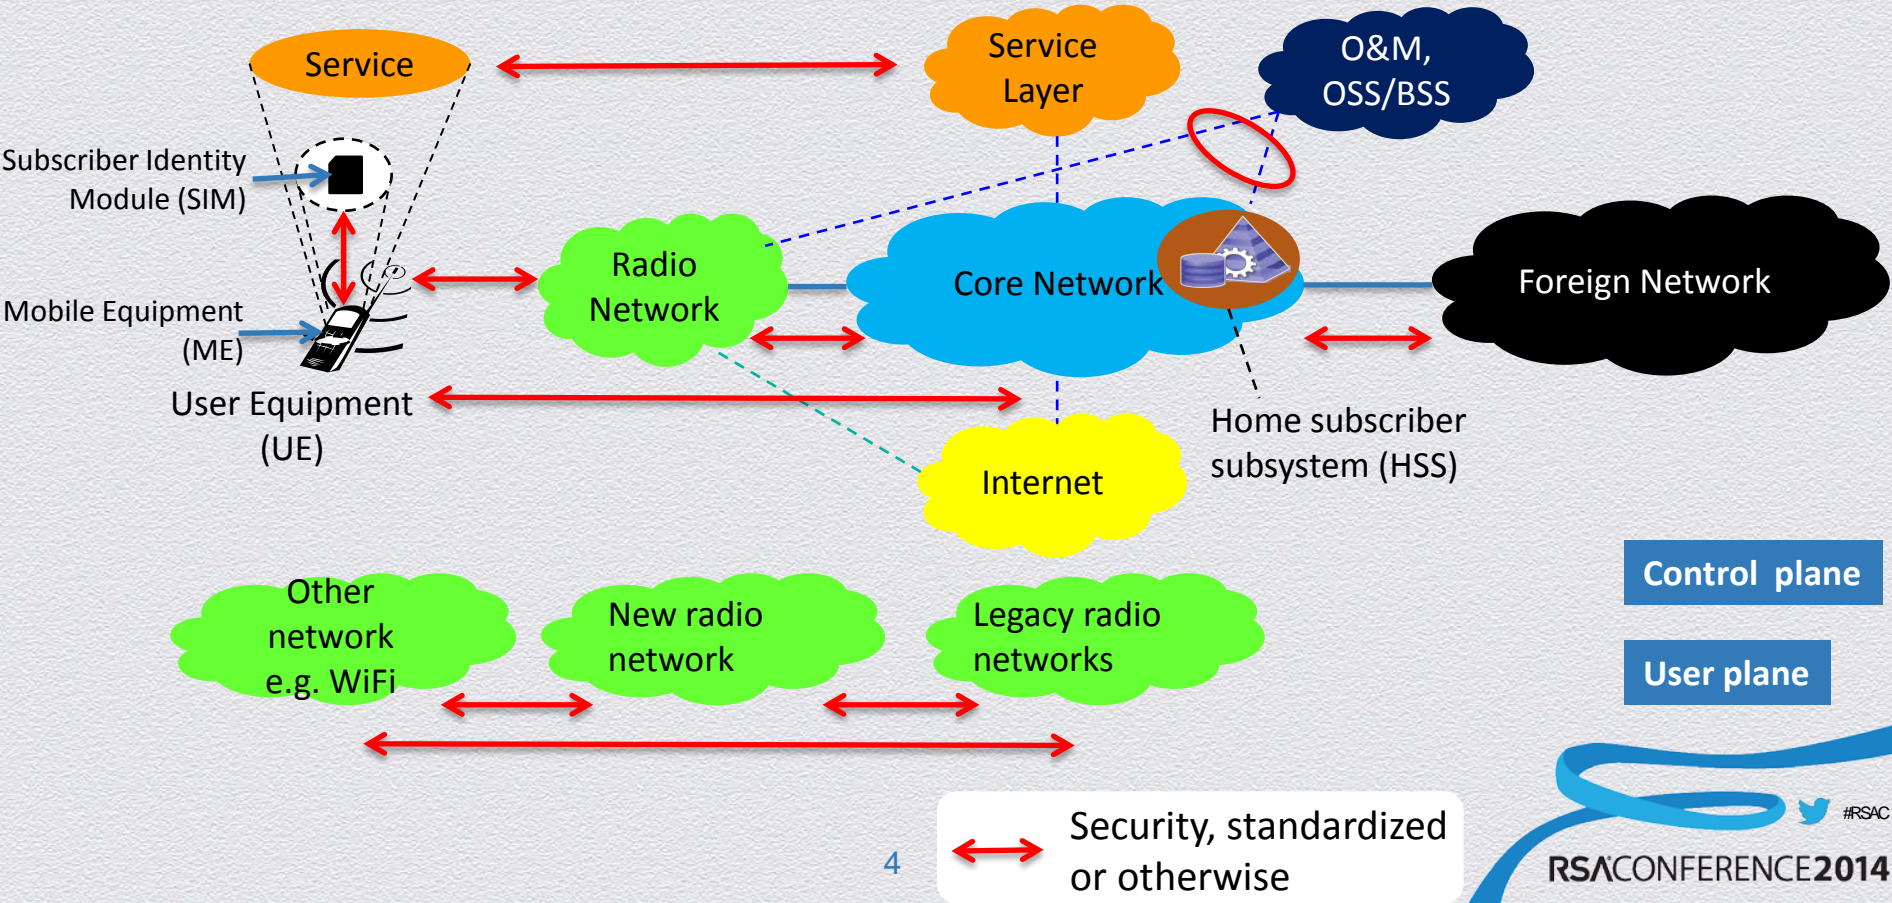 Service
Service
Layer
O&M,
OSS/BSS
Subscriber Identity
Module (SIM)
Radio
Network
Core Network
Foreign Network
Mobile Equipment
(ME)
User Equipment
(UE)
Home subscriber
subsystem (HSS)
Internet
Control plane
Other
network
e.g. WiFi
New radio
network
Legacy radio
networks
User plane
#RSAC
Security, standardized
or otherwise
4
RSACONFERENCE2014